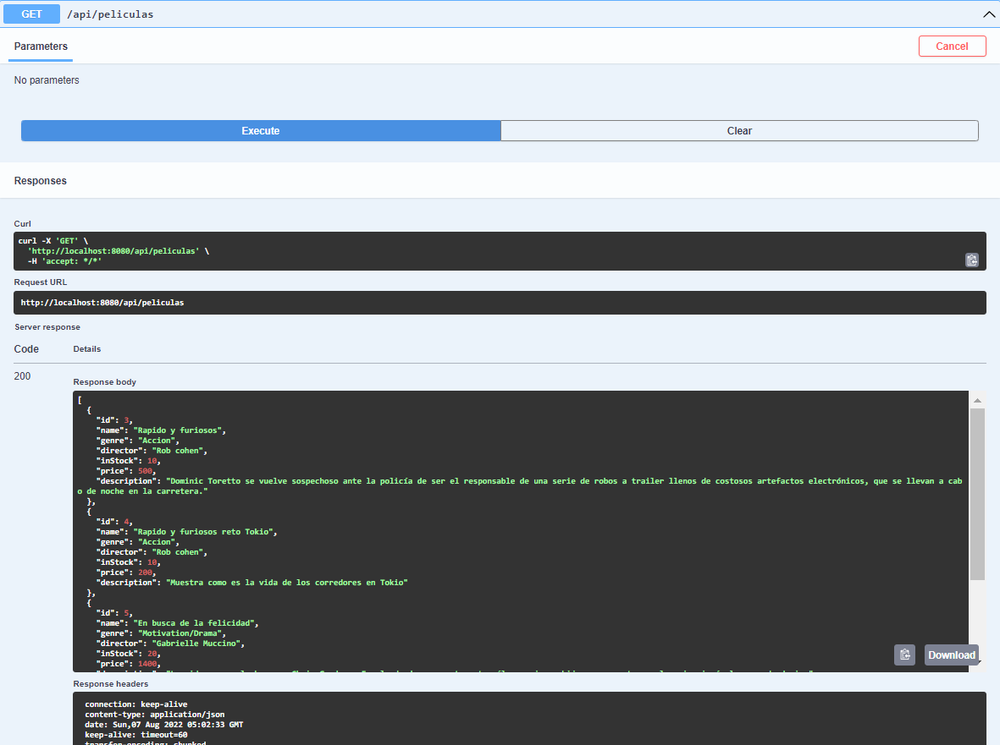 GET /api/peliculas
Parameters
Cancel
No parameters
Execute
Clear
Responses
Curl
curl -X 'GET' \
'http://localhost:8080/api/peliculas' \
-H 'accept: */*'
Request URL
http://localhost:8080/api/peliculas
Server response
Code Details
200
Response body
[
{
"id": 3,
"name": "Rapido y furiosos",
"genre": "Accion",
"director": "Rob cohen",
"inStock": 10,
"price": 500,
"description": "Dominic Toretto se vuelve sospechoso ante la policía de ser el responsable de una serie de robos a trailer llenos de costosos artefactos electrónicos, que se llevan a cab
o de noche en la carretera."
},
{
"id": 4,
"name": "Rapido y furiosos reto Tokio",
"genre": "Accion",
"director": "Rob cohen",
"inStock": 10,
"price": 200,
"description": "Muestra como es la vida de los corredores en Tokio"
},
{
"id": 5,
"name": "En busca de la felicidad",
"genre": "Motivation/Drama",
"director": "Gabrielle Muccino",
"inStock": 20,
"price": 1400,
Download
Response headers
connection: keep-alive
content-type: application/json
date: Sun,07 Aug 2022 05:02:33 GMT
keep-alive: timeout=60
transfer-encoding: chunked